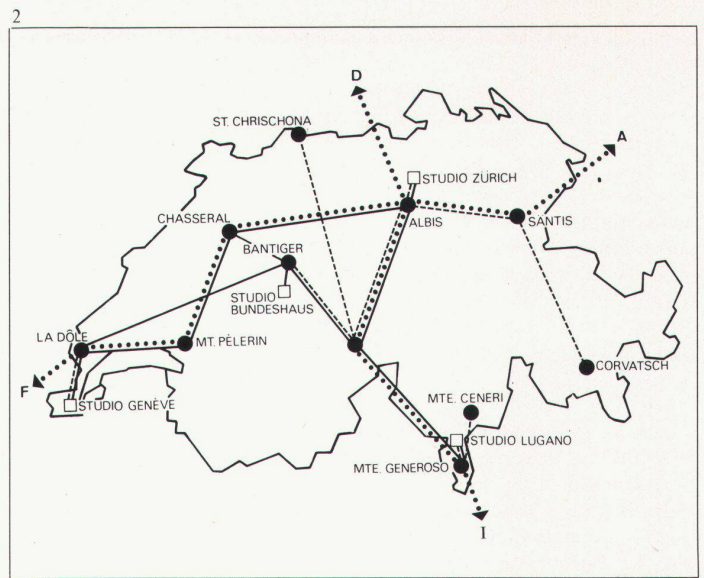 2
D
ST. CHRISCHONA
A
STUDIO ZÜRICH
CHASSERAL
ALBIS
SANTIS
BANTIGER
STUDIO
BUNDESHAUS
LA DÔLE
MT. PÈLERIN
CORVATSCH
F
MTE. CENERI
STUDIO GENÈVE
STUDIO LUGANO
MTE. GENEROSO
I